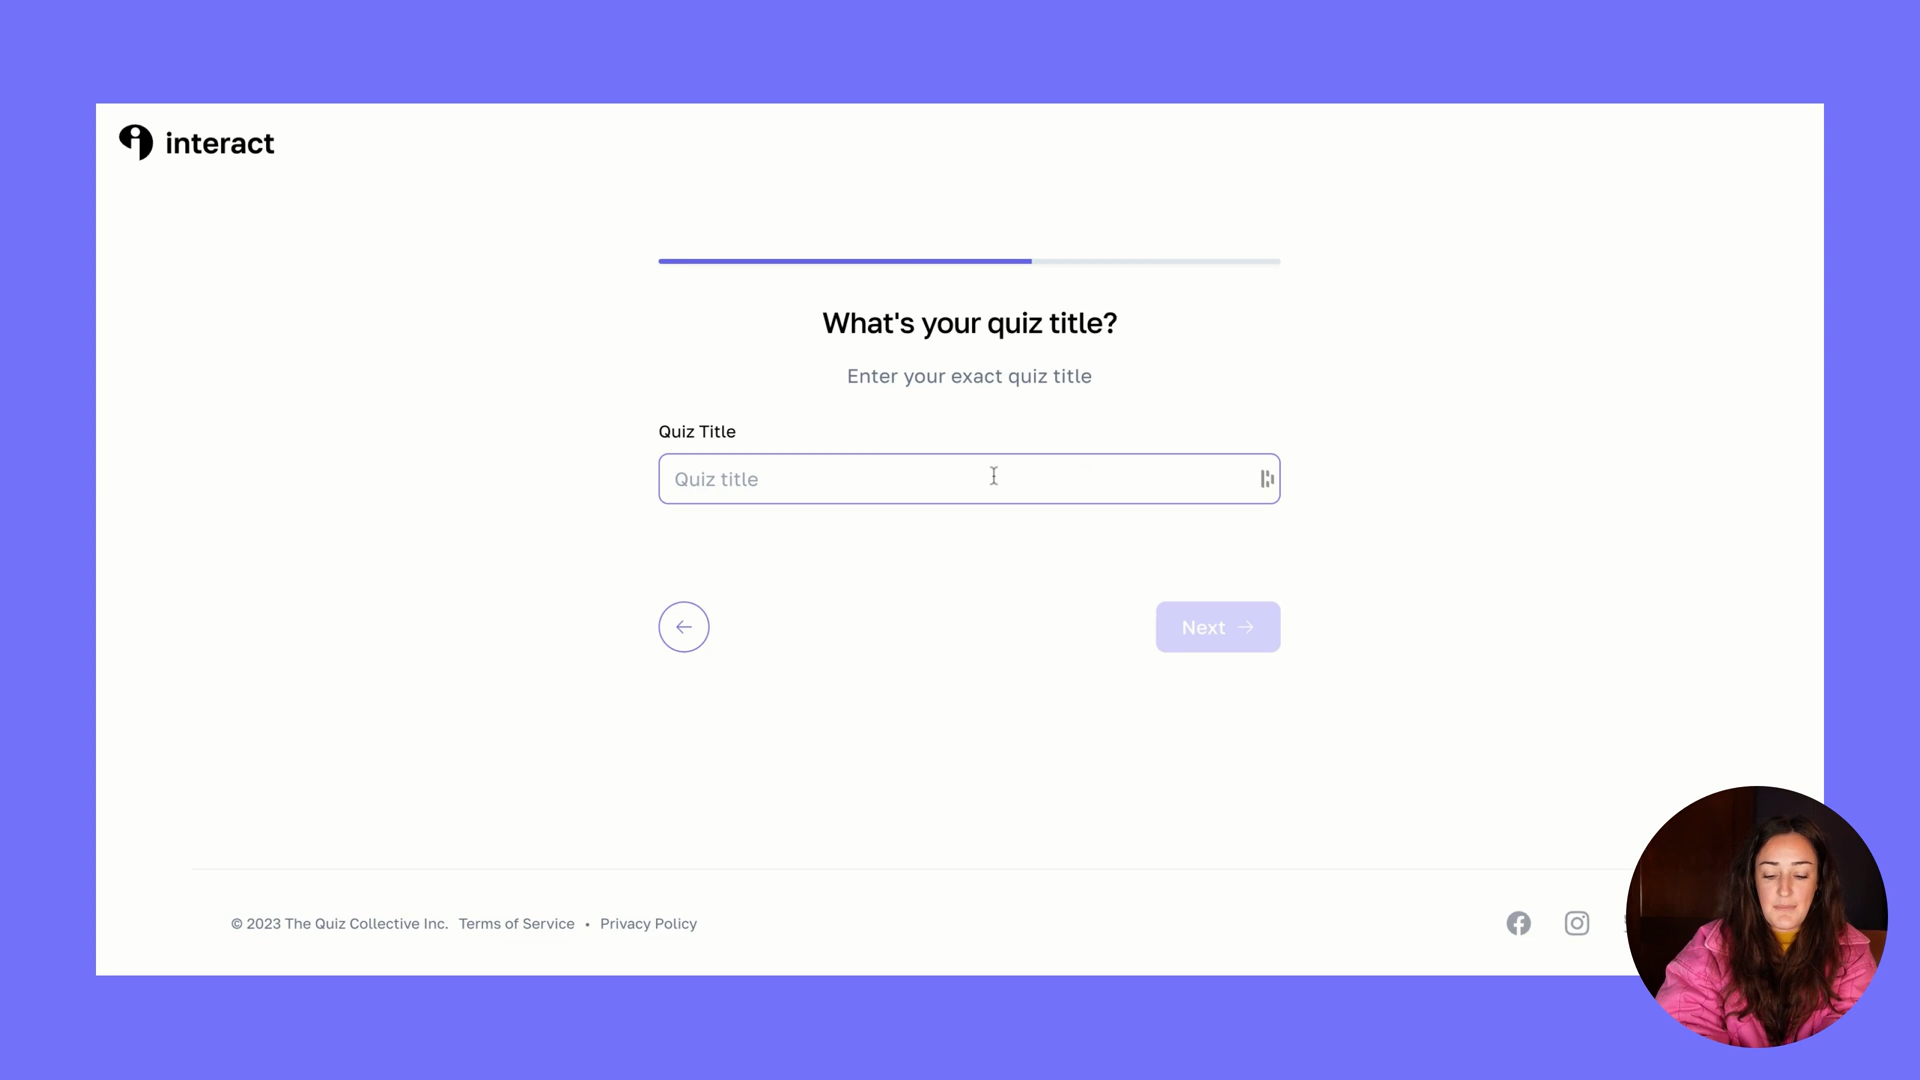 interact
What's your quiz title?
Enter your exact quiz title
Quiz Title
Quiz title
Next
© 2023 The Quiz Collective Inc. Terms of Service • Privacy Policy